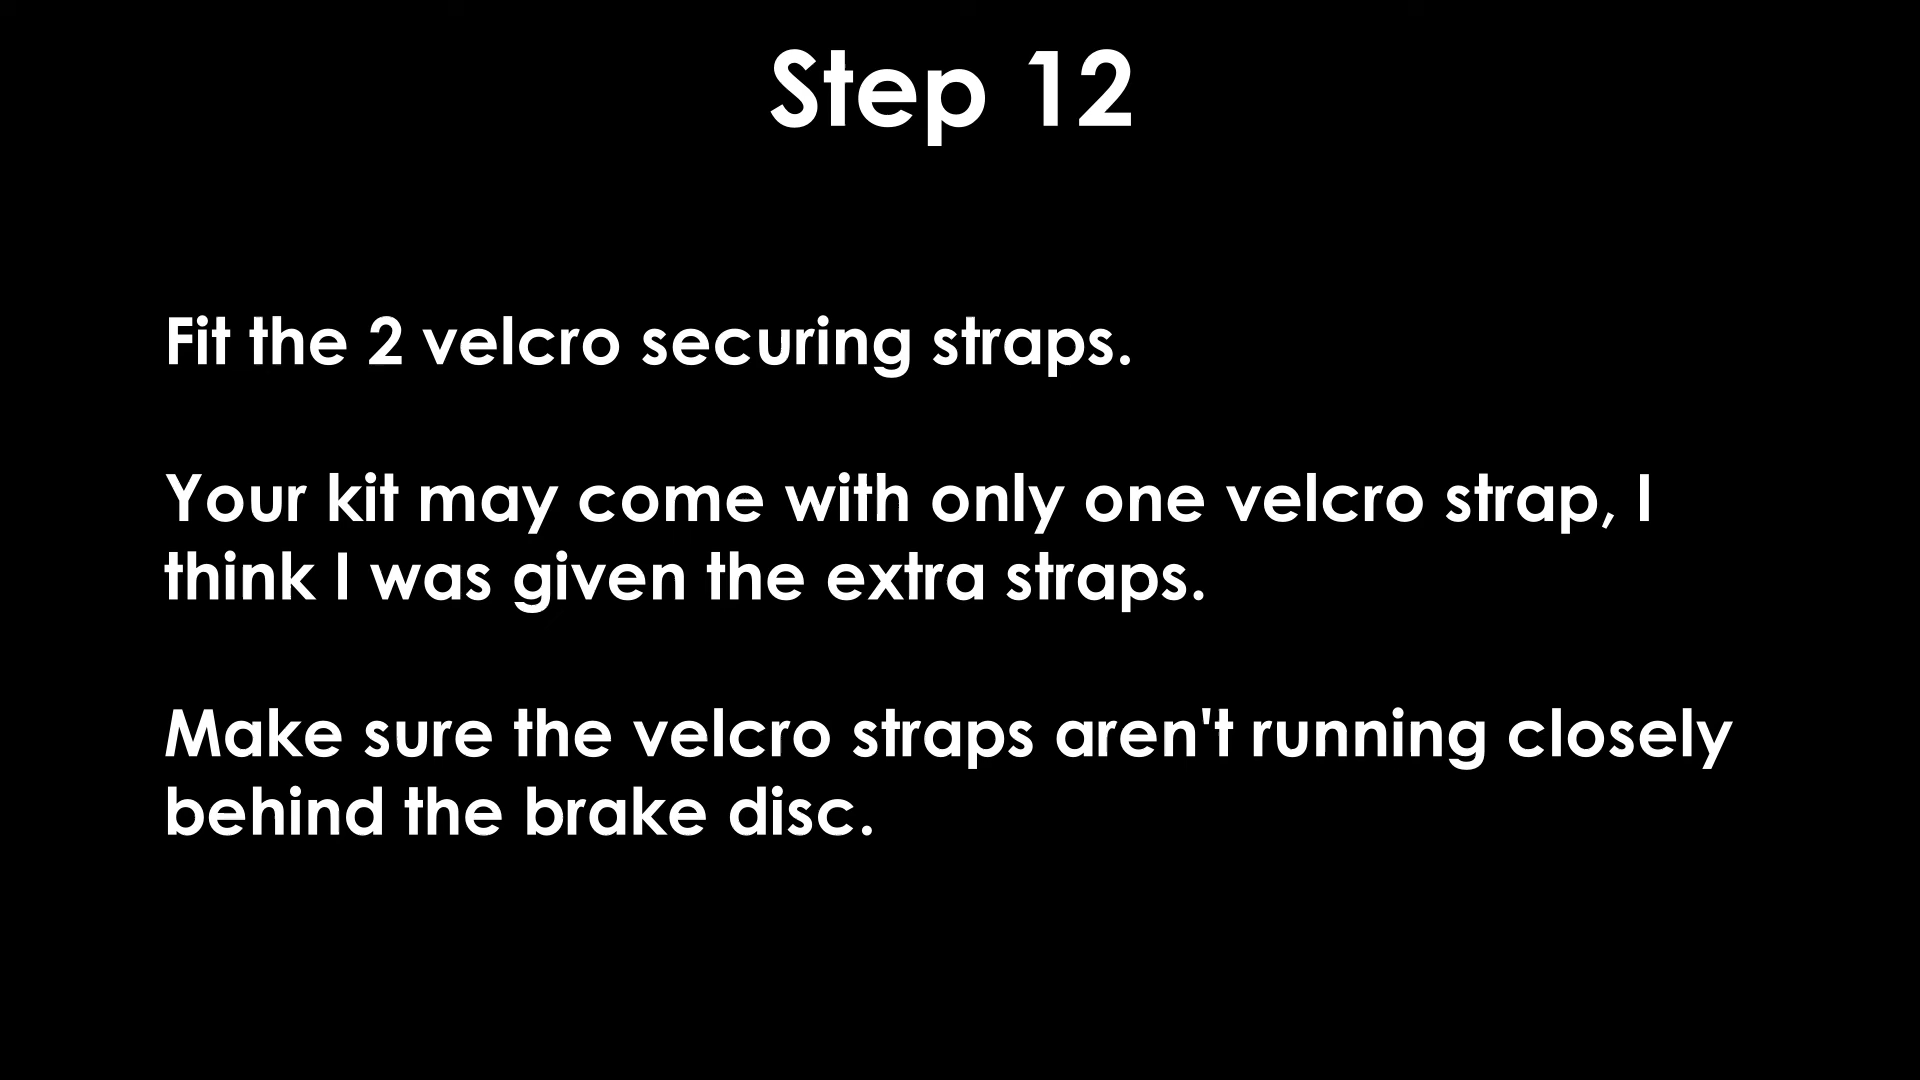 Step 12
Fit the 2 velcro securing straps.
Your kit may come with only one velcro strap, I
think I was given the extra straps.
Make sure the velcro straps aren't running closely
behind the brake disc.